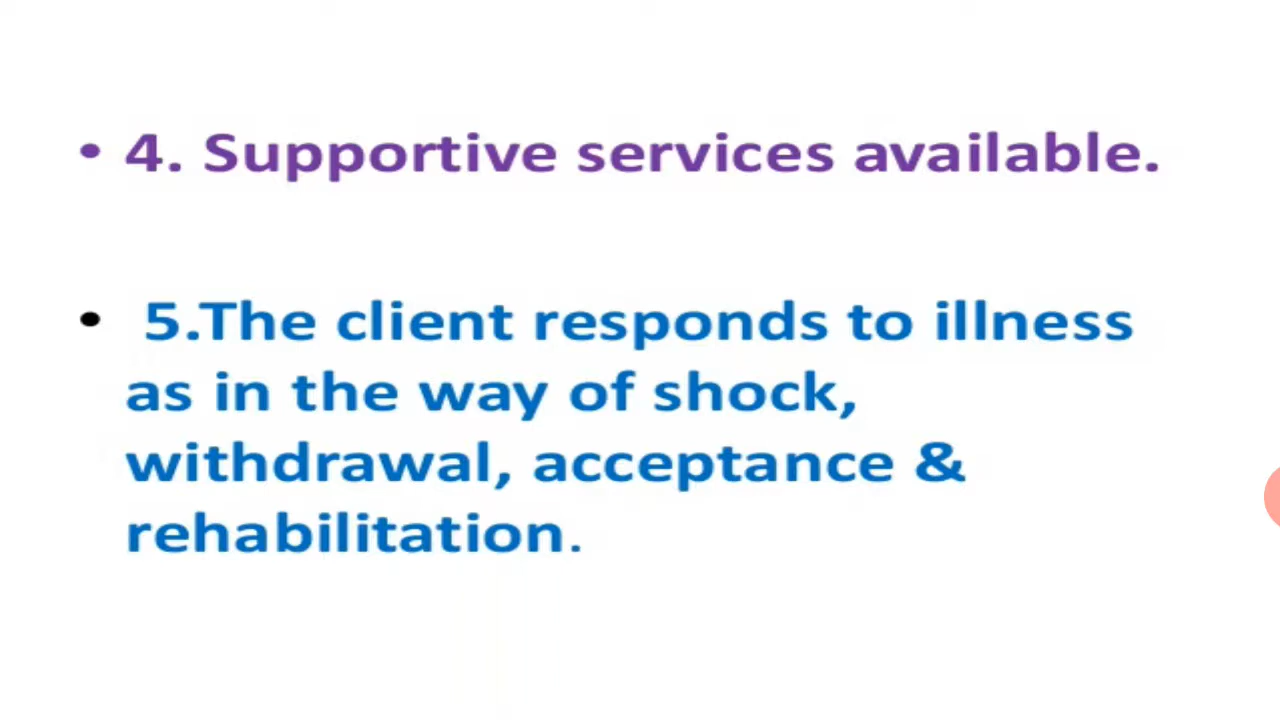 • 4. Supportive services available.
• 5.The client responds to illness
as in the way of shock,
withdrawal, acceptance &
rehabilitation.